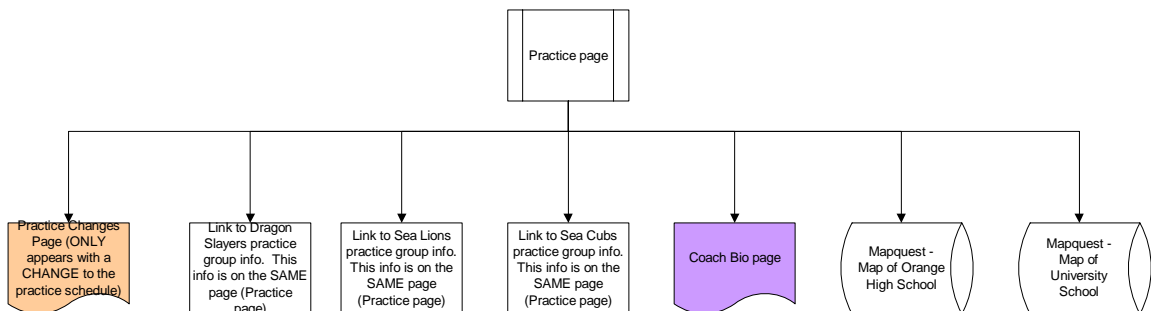 Practice page
Practice Changes
Page (ONLY
appears with a
CHANGE to the
practice schedule)
Link to Dragon
Slayers practice
group info.  This
info is on the SAME
page (Practice
page)
Link to Sea Lions
practice group info.
This info is on the
SAME page
(Practice page)
Link to Sea Cubs
practice group info.
This info is on the
SAME page
(Practice page)
Coach Bio page
Mapquest -
Map of Orange
High School
Mapquest -
Map of
University
School